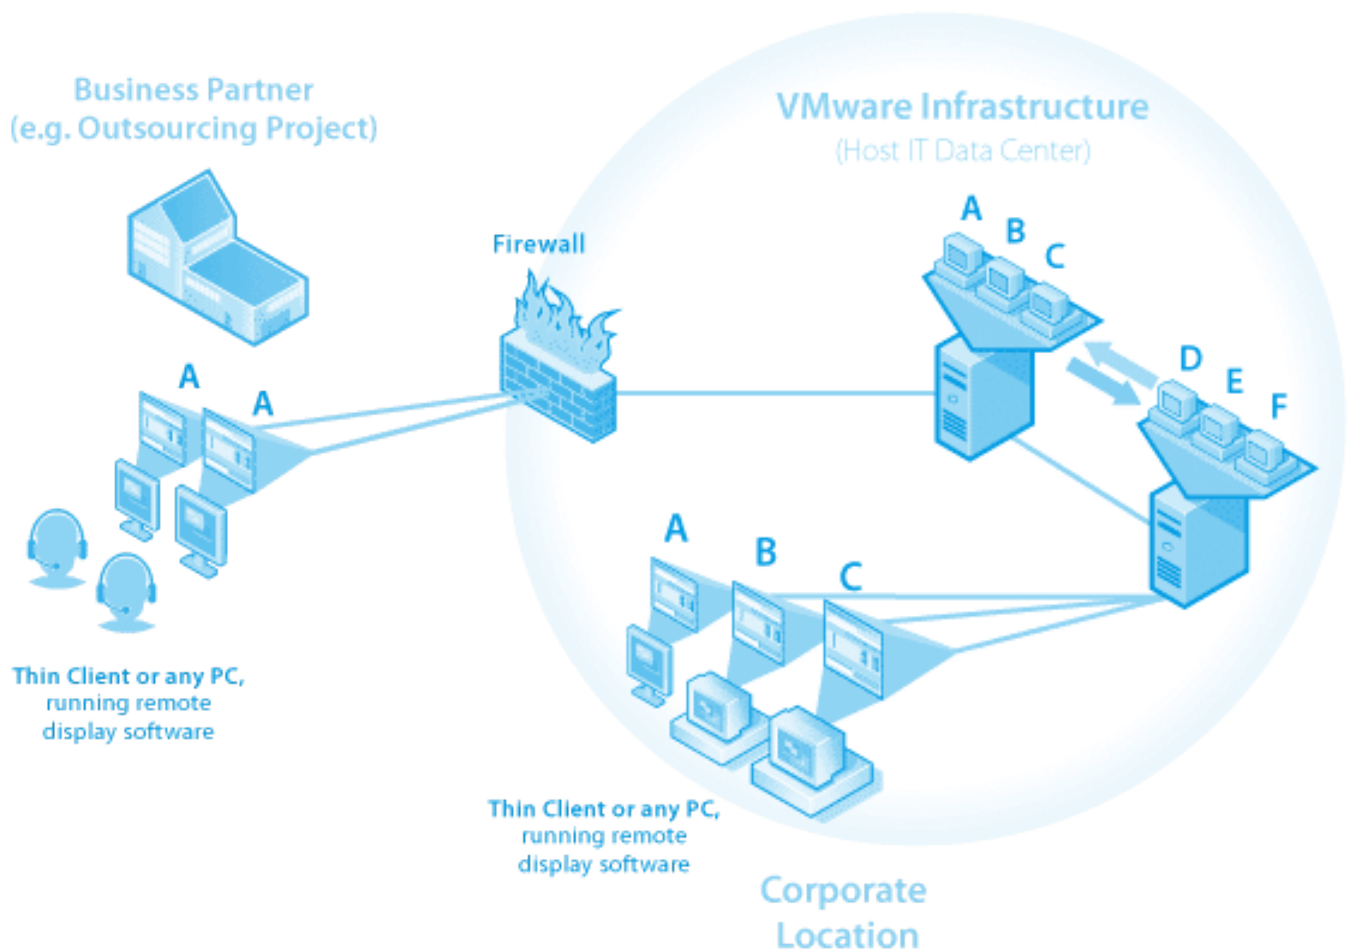 Business Partner
(e.g. Outsourcing Project)
VMware Infrastructure
(Host IT Data Center)
A
B
C
Firewall
D
E
F
A
A
A
B
C
Thin Client or any PC,
running remote
display software
Thin Client or any PC,
running remote
display software
Corporate
Location